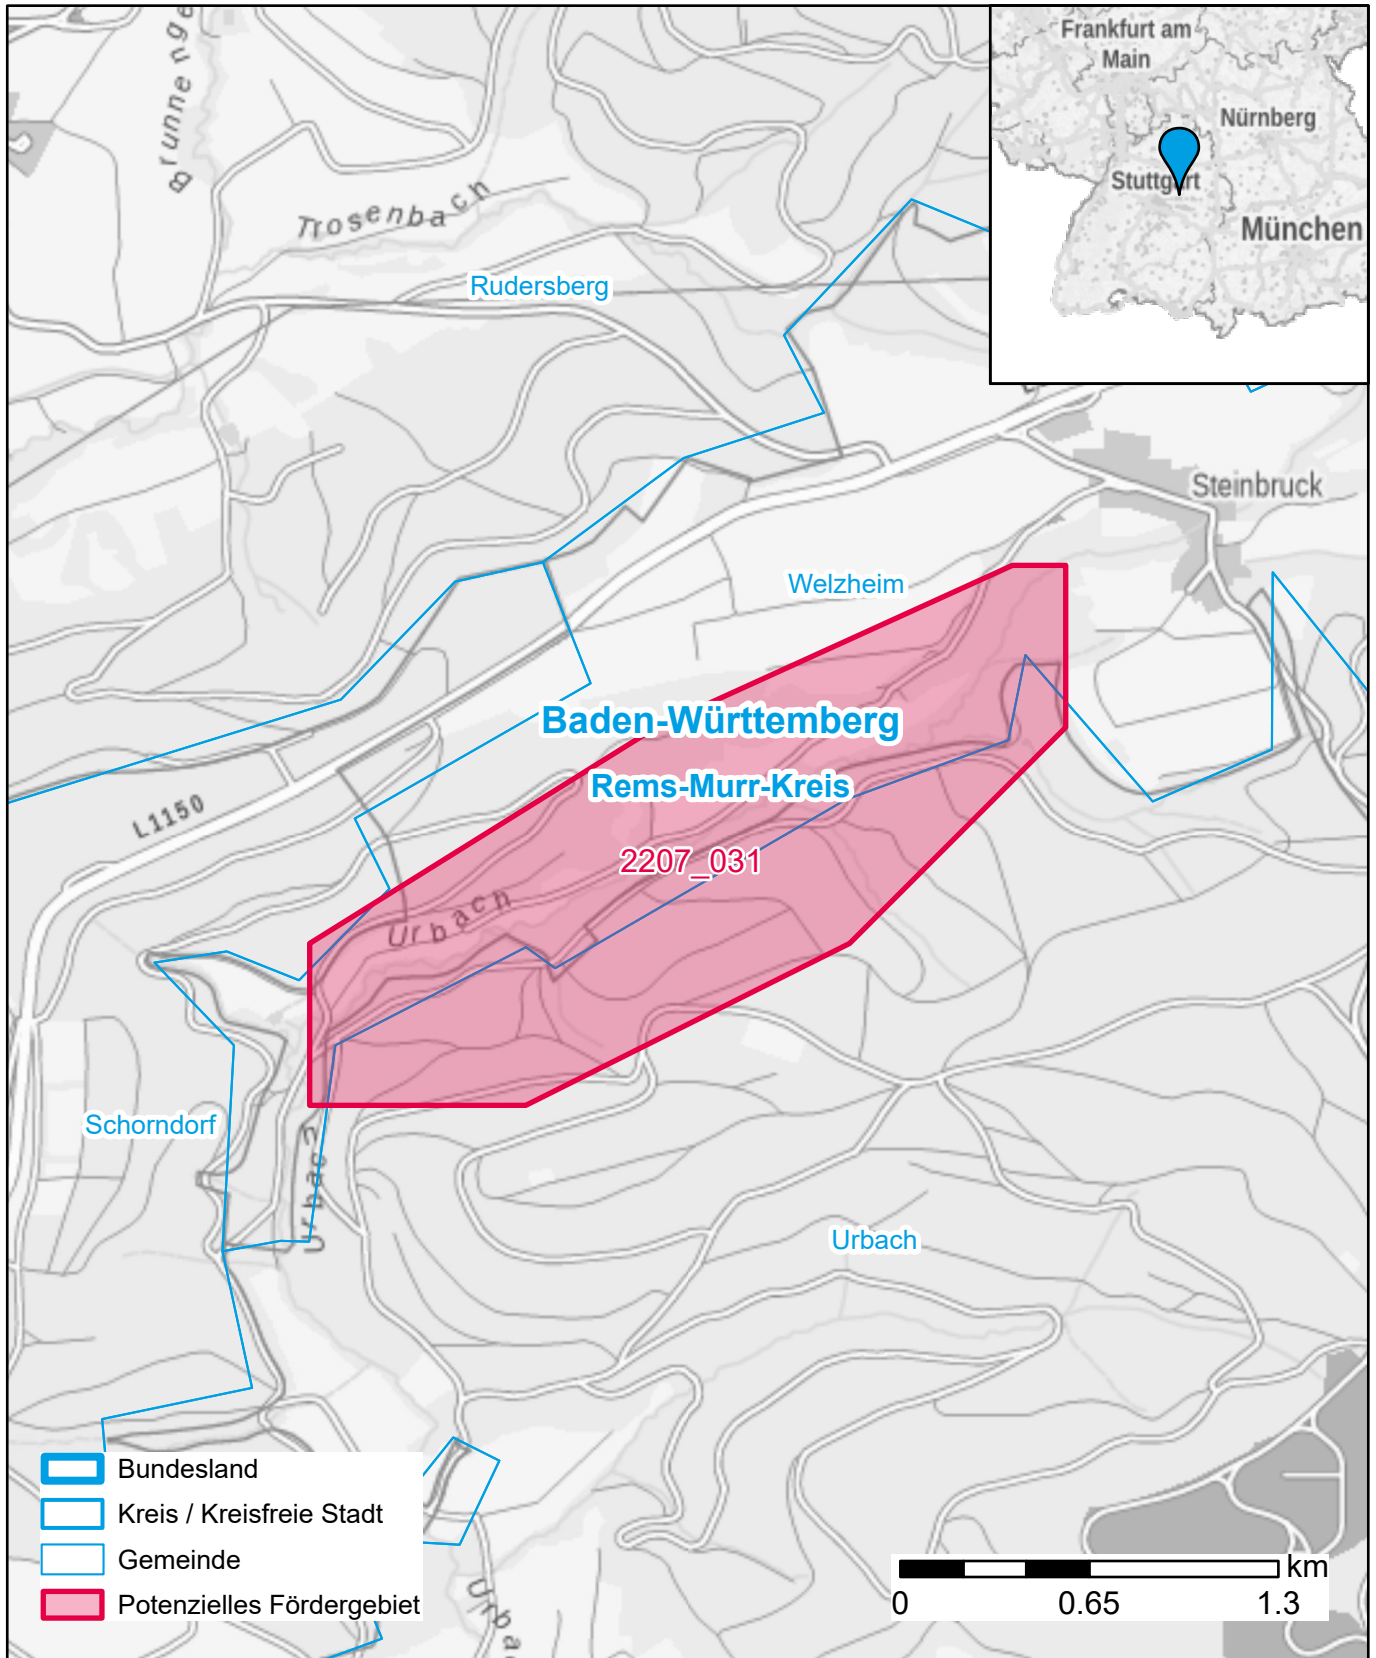 Brunnenge
Frankfurt am
Main
Nürnberg
Stuttgart
München
Trosenbach
Rudersberg
Steinbruck
Welzheim
Baden-Württemberg
Rems-Murr-Kreis
L1150
2207_031
Urbach
Schorndorf
Urbach
Urbach
Bundesland
Kreis / Kreisfreie Stadt
Gemeinde
Potenzielles Fördergebiet
Urba
km
0 0.65 1.3